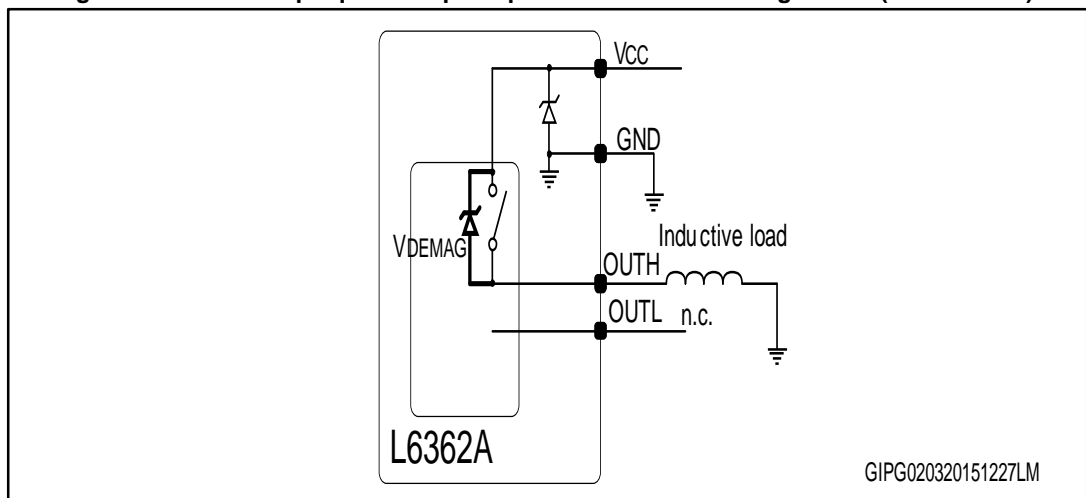 VCC
GND
VDEMAG
Inductive load
OUTH
OUTL n.c.
L6362A
GIPG020320151227LM